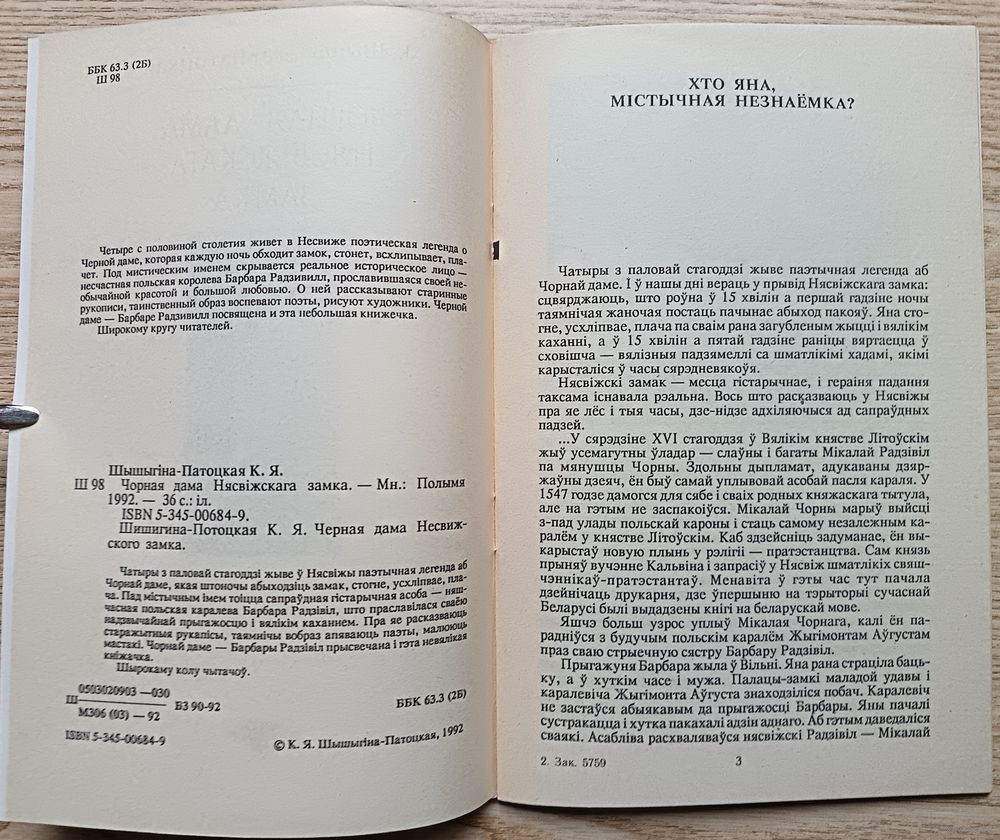 ББК 63.3 (2Б)
Ш 98
Четыре с половиной столетия живет в Несвиже поэтическая легенда о
Черной даме, которая каждую ночь обходит замок, стонет, всхлипывает, пла-
чет. Под мистическим именем скрывается реальное историческое лицо —
несчастная польская королева Барбара Радзивилл, прославившаяся своей не-
обычайной красотой и большой любовью. О ней рассказывают старинные
рукописи, таинственный образ воспевают поэты, рисуют художники. Черной
даме — Барбаре Радзивилл посвящена и эта небольшая книжечка.
Широкому кругу читателей.
Шышыгіна-Патоцкая К. Я.
Ш 98 Чорная дама Нясвіжскага замка. — Мн.: Полымя
1992. — 36 с.: іл.
ISBN 5-345-00684-9.
Шишигина-Потоцкая К. Я. Черная дама Несвиж-
ского замка.
Чатыры з паловай стагоддзі жыве ў Нясвіжы паэтычная легенда аб
Чорнай даме, якая штоночы абыходзіць замак, стогне, усхліпвае, пла-
ча. Пад містычным імем тоіцца сапраўдная гістарычная асоба — няш-
часная польская каралева Барбара Радзівіл, што праславілася сваёю
надзвычайнай прыгажосцю і вялікім каханнем. Пра яе расказваюць
старажытныя рукапісы, таямнічы вобраз апяваюць паэты, малююць
мастакі. Чорнай даме — Барбары Радзівіл прысвечана і гэта невялікая
кніжачка.
Шырокаму колу чытачоў.
Ш 0503020903 —030
М306 (03) — 92 БЗ 90-92
ББК 63.3 (2Б)
ISBN 5-345-00684-9
© К. Я. Шышыгіна-Патоцкая, 1992
ХТО ЯНА,
МІСТЫЧНАЯ НЕЗНАЁМКА?
Чатыры з паловай стагоддзі жыве паэтычная легенда аб
Чорнай даме. І ў нашы дні вераць у прывід Нясвіжскага замка:
сцвярджаюць, што роўна ў 15 хвілін а першай гадзіне ночы
таямнічая жаночая постаць пачынае абыход пакояў. Яна сто-
гне, усхліпвае, плача па сваім рана загубленым жыцці і вялікім
каханні, а ў 15 хвілін а пятай гадзіне раніцы вяртаецца ў
сховішча — вялізныя падзямеллі са шматлікімі хадамі, якімі
карысталіся ў часы сярэдневякоўя.
Нясвіжскі замак — месца гістарычнае, і гераіня падання
таксама існавала рэальна. Вось што расказваюць у Нясвіжы
пра яе лёс і тыя часы, дзе-нідзе адхіляючыся ад сапраўдных
падзей.
...У сярэдзіне XVI стагоддзя ў Вялікім княстве Літоўскім
жыў усемагутны ўладар — слаўны і багаты Мікалай Радзівіл
па мянушцы Чорны. Здольны дыпламат, адукаваны дзяр-
жаўны дзеяч, ён быў самай уплывовай асобай пасля караля. У
1547 годзе дамогся для сябе і сваіх родных княжаскага тытула,
але на гэтым не заспакоіўся. Мікалай Чорны марыў выйсці
з-пад улады польскай кароны і стаць самому незалежным ка-
ралём у княстве Літоўскім. Каб здзейсніць задуманае, ён вы-
карыстаў новую плынь у рэлігіі — пратэстанцтва. Сам князь
прыняў вучэнне Кальвіна і запрасіў у Нясвіж шматлікіх свяш-
чэннікаў-пратэстантаў. Менавіта ў гэты час тут пачала
дзейнічаць друкарня, дзе ўпершыню на тэрыторыі сучаснай
Беларусі былі выдадзены кнігі на беларускай мове.
Яшчэ больш узрос уплыў Мікалая Чорнага, калі ён па-
радніўся з будучым польскім каралём Жыгімонтам Аўгустам
праз сваю стрыечную сястру Барбару Радзівіл.
Прыгажуня Барбара жыла ў Вільні. Яна рана страціла баць-
ку, а ў хуткім часе і мужа. Палацы-замкі маладой удавы і
каралевіча Жыгімонта Аўгуста знаходзіліся побач. Каралевіч
не застаўся абыякавым да прыгажосці Барбары. Яны пачалі
сустракацца і хутка пакахалі адзін аднаго. Аб гэтым даведаліся
сваякі. Асабліва расхваляваўся нясвіжскі Радзівіл — Мікалай
2. Зак. 5759
3